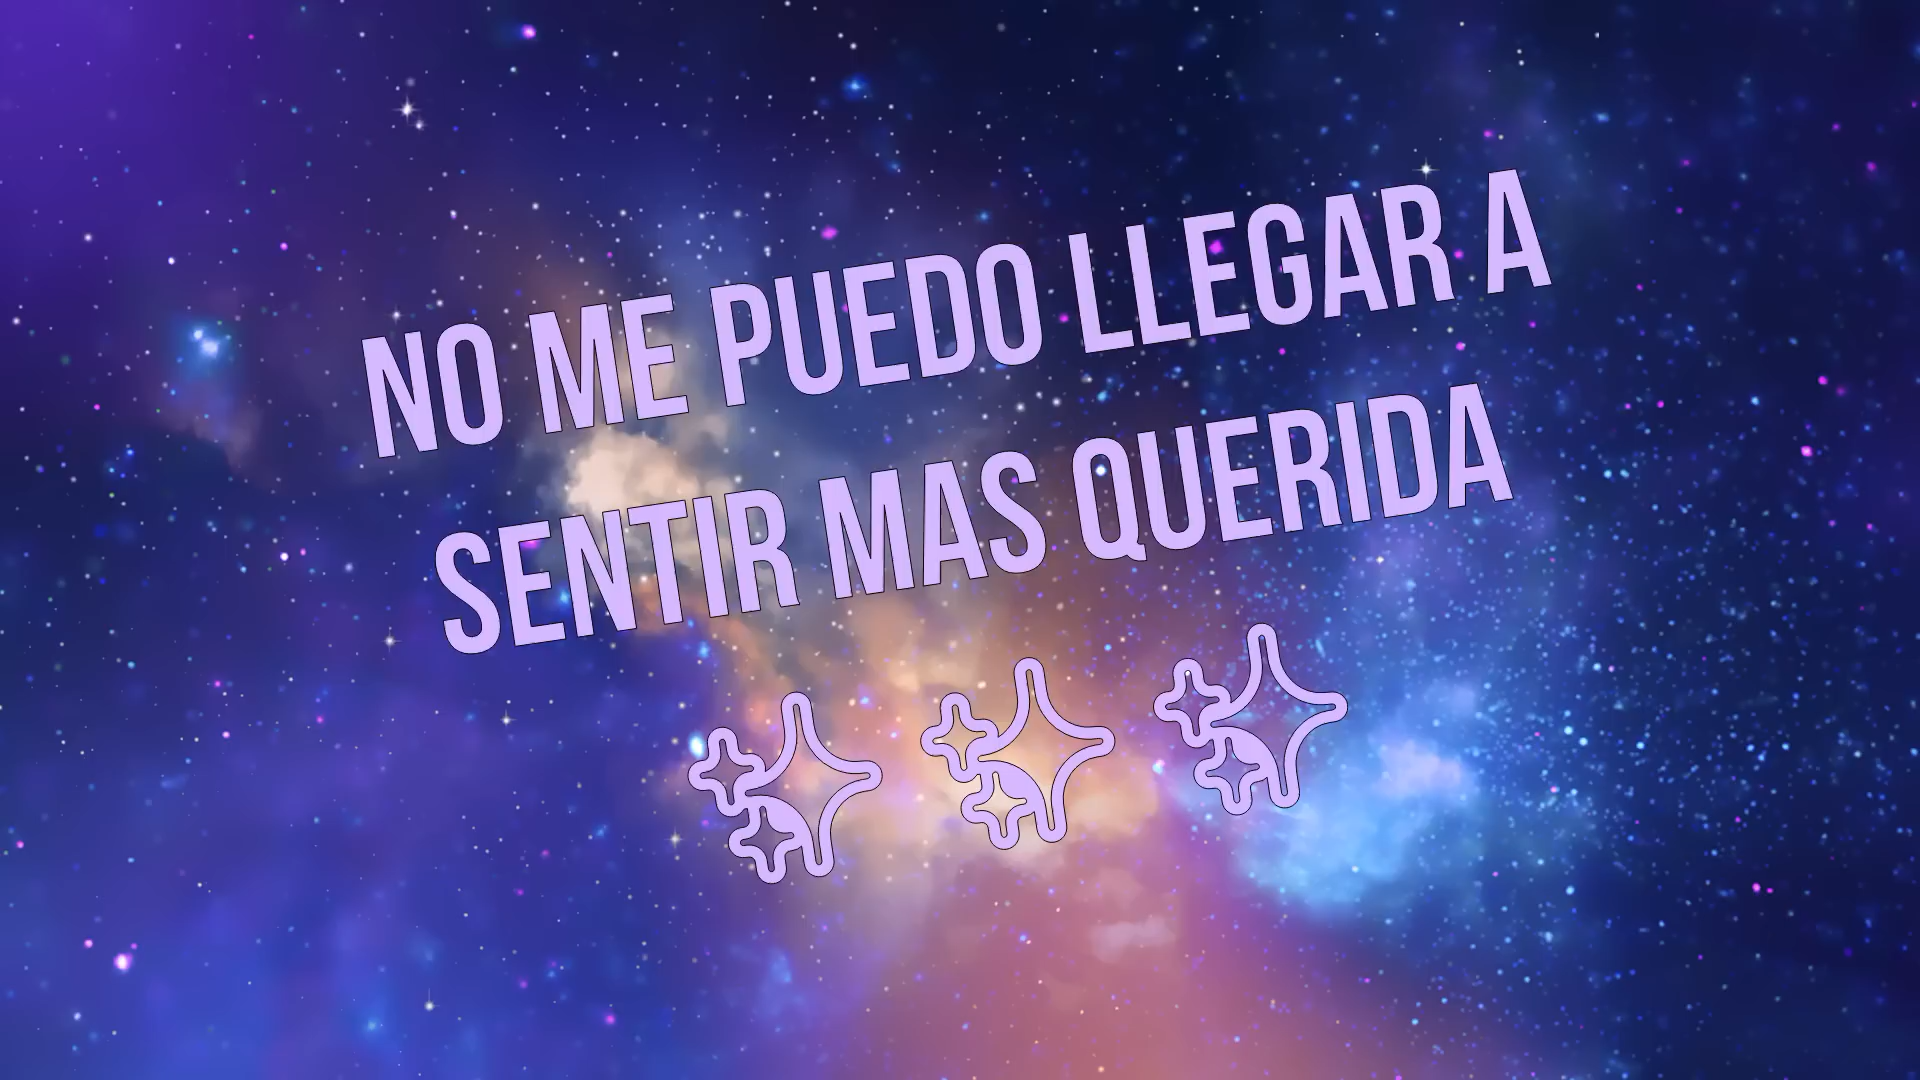 NO ME PUEDO LLEGAR A
SENTIR MAS QUERIDA
✨✨✨